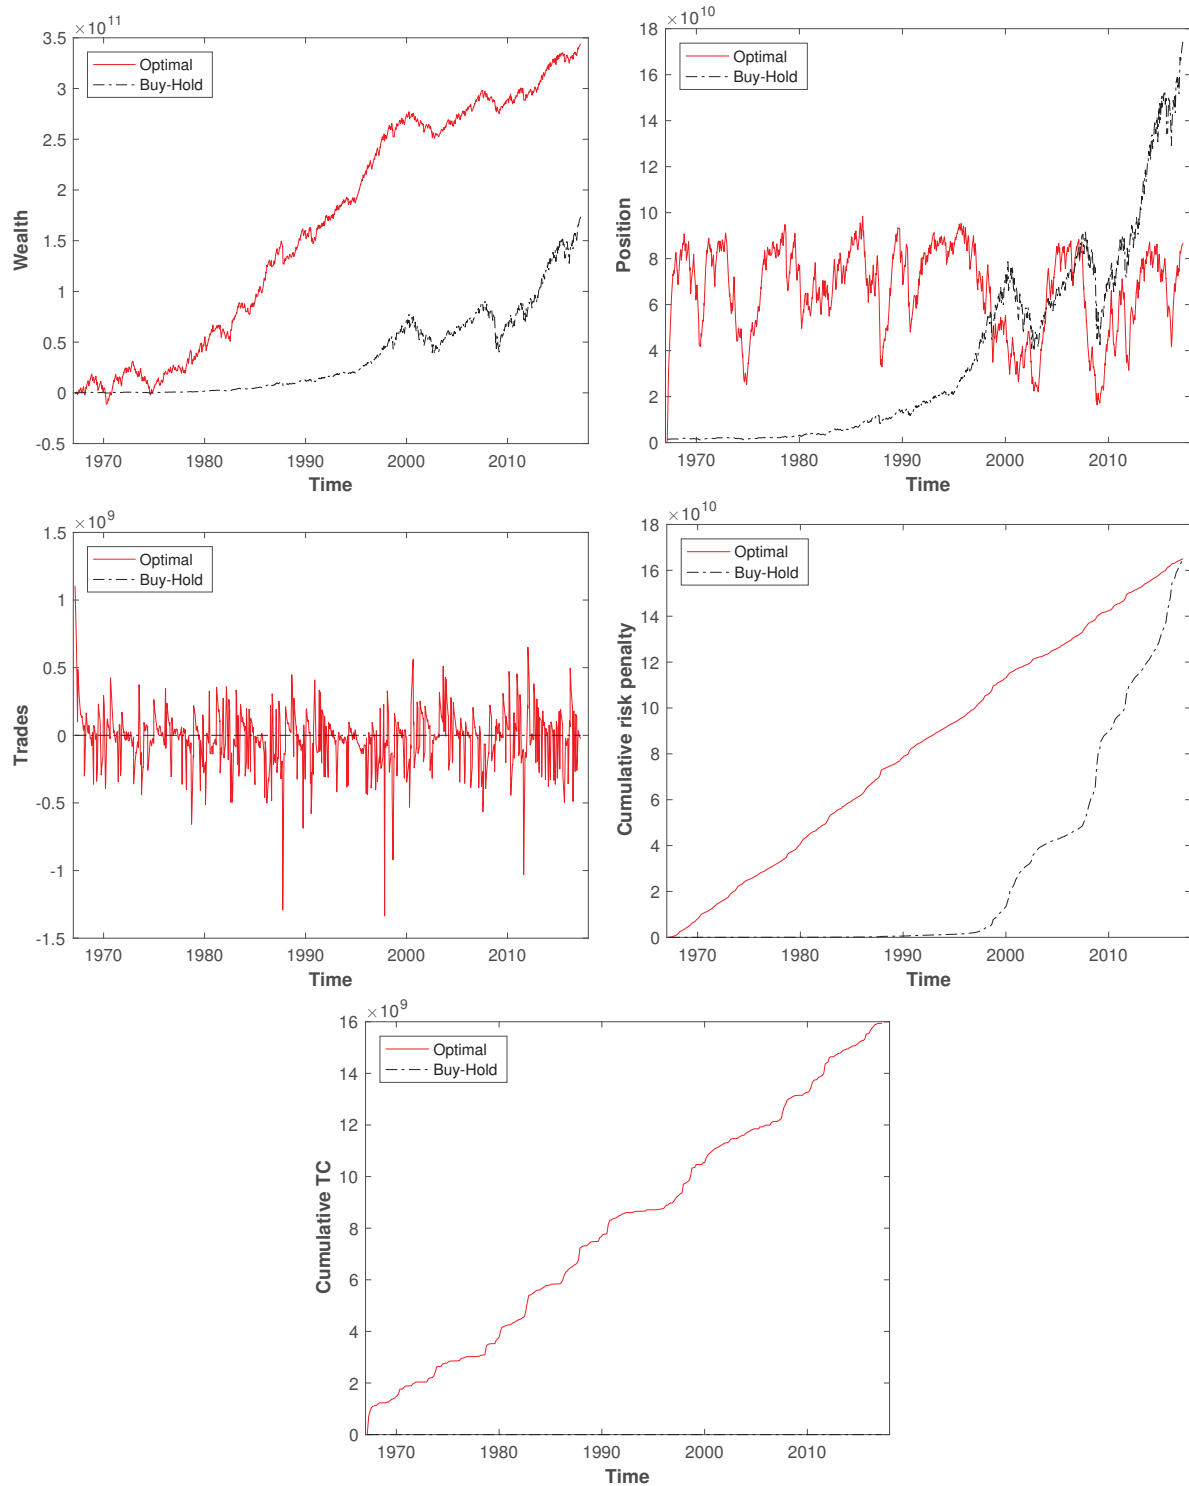 ×10^11
3.5
3
2.5
2
1.5
1
0.5
0
-0.5
Wealth
Optimal
Buy-Hold
1970 1980 1990 2000 2010
Time
×10^10
18
16
14
12
10
8
6
4
2
0
Position
Optimal
Buy-Hold
1970 1980 1990 2000 2010
Time
×10^9
1.5
1
0.5
0
-0.5
-1
-1.5
Trades
Optimal
Buy-Hold
1970 1980 1990 2000 2010
Time
×10^10
18
16
14
12
10
8
6
4
2
0
Cumulative risk penalty
Optimal
Buy-Hold
1970 1980 1990 2000 2010
Time
×10^9
16
14
12
10
8
6
4
2
0
Cumulative TC
Optimal
Buy-Hold
1970 1980 1990 2000 2010
Time